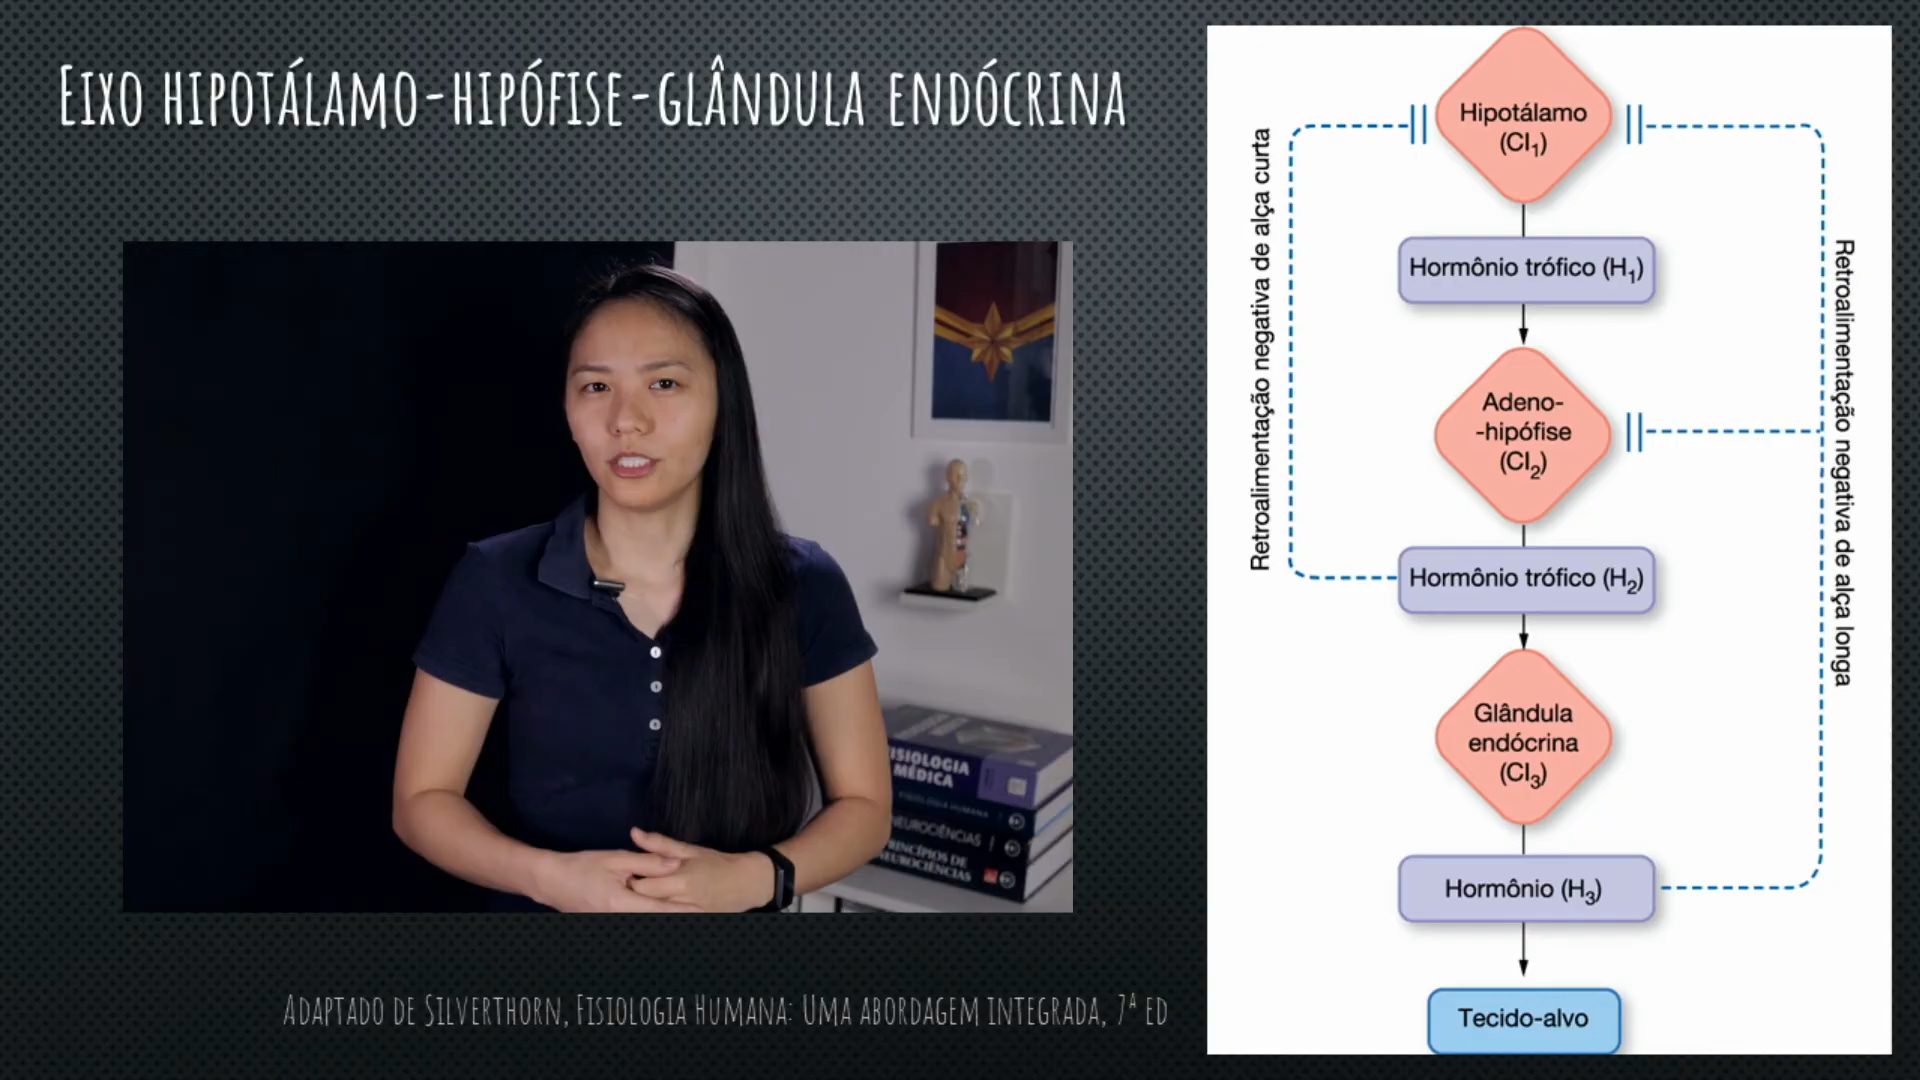 Eixo hipotálamo-hipófise-glândula endócrina
Hipotálamo
(CI₁)
Retroalimentação negativa de alça curta
Retroalimentação negativa de alça longa
Hormônio trófico (H₁)
Adeno-
-hipófise
(CI₂)
Hormônio trófico (H₂)
Glândula
endócrina
(CI₃)
Hormônio (H₃)
Tecido-alvo
FISIOLOGIA
MÉDICA
FISIOLOGIA HUMANA
NEUROCIÊNCIAS
PRINCÍPIOS DE
NEUROCIÊNCIAS
Adaptado de Silverthorn, Fisiologia Humana: Uma abordagem integrada, 7ª ed